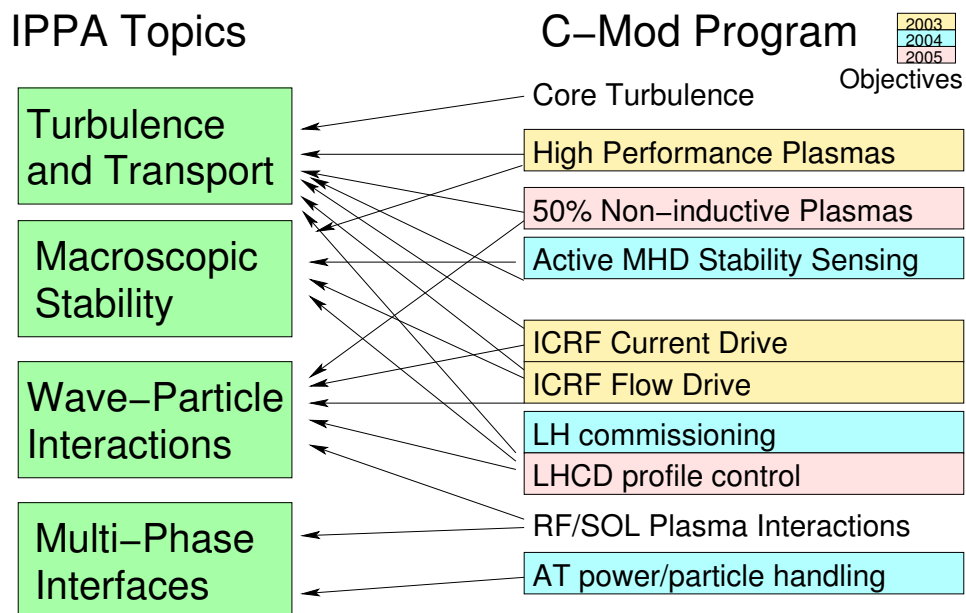 IPPA Topics
C−Mod Program
2003
2004
2005
Objectives
Turbulence
and Transport
Macroscopic
Stability
Wave−Particle
Interactions
Multi−Phase
Interfaces
Core Turbulence
High Performance Plasmas
50% Non−inductive Plasmas
Active MHD Stability Sensing
ICRF Current Drive
ICRF Flow Drive
LH commissioning
LHCD profile control
RF/SOL Plasma Interactions
AT power/particle handling